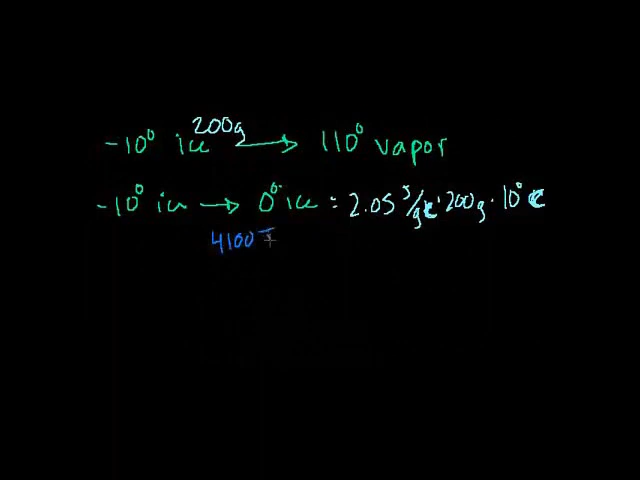 -10° ice 200g → 110° vapor
-10° ice → 0° ice = 2.05 J/g°C · 200g · 10°C
4100 J